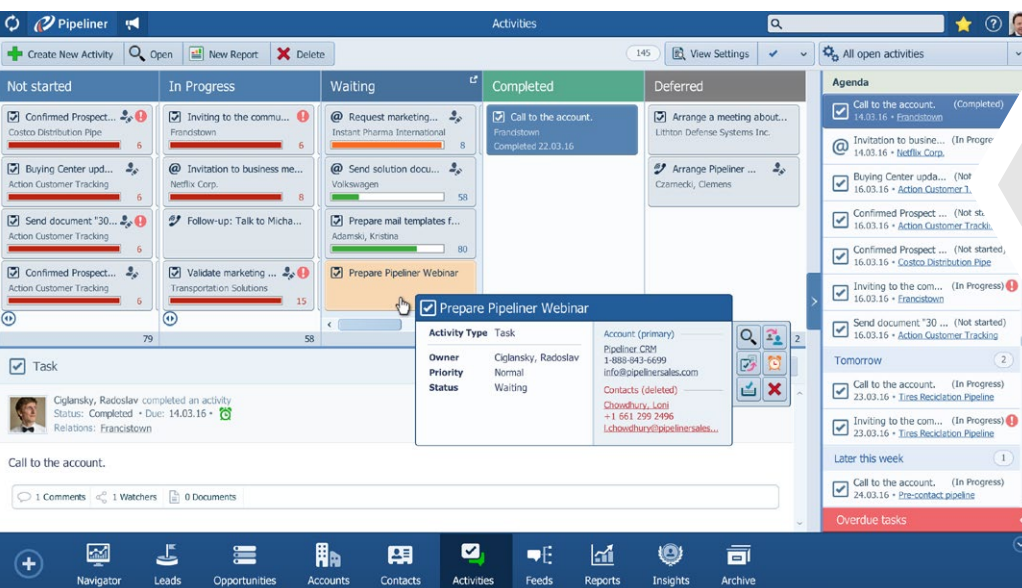 Pipeliner
Activities
Create New Activity
Open
New Report
Delete
145
View Settings
All open activities
Not started
In Progress
Waiting
Completed
Deferred
Confirmed Prospect...
Costco Distribution Pipe
6
Buying Center upd...
Action Customer Tracking
6
Send document "30...
Action Customer Tracking
6
Confirmed Prospect...
Action Customer Tracking
6
79
Inviting to the commu...
Francistown
6
Invitation to business me...
Netflix Corp.
8
Follow-up: Talk to Micha...
Validate marketing ...
Transportation Solutions
15
58
Request marketing...
Instant Pharma International
8
Send solution docu...
Volkswagen
58
Prepare mail templates f...
Adamski, Kristina
80
Prepare Pipeliner Webinar
Call to the account.
Francistown
Completed 22.03.16
Arrange a meeting about...
Lithton Defense Systems Inc.
Arrange Pipeliner ...
Czarnecki, Clemens
2
Prepare Pipeliner Webinar
Activity Type Task
Owner Ciglansky, Radoslav
Priority Normal
Status Waiting
Account (primary)
Pipeliner CRM
1-888-843-6699
info@pipelinersales.com
Contacts (deleted)
Chowdhury, Loni
+1 661 299 2496
l.chowdhury@pipelinersales...
Task
Ciglansky, Radoslav completed an activity
Status: Completed • Due: 14.03.16 •
Relations: Francistown
Call to the account.
1 Comments
1 Watchers
0 Documents
Agenda
Call to the account. (Completed)
14.03.16 • Francistown
Invitation to busine... (In Progre
14.03.16 • Netflix Corp.
Buying Center upda... (Not
16.03.16 • Action Customer T
Confirmed Prospect ... (Not st
16.03.16 • Action Customer Tracki
Confirmed Prospect ... (Not started,
16.03.16 • Costco Distribution Pipe
Inviting to the com... (In Progress)
16.03.16 • Francistown
Send document "30 ... (Not started)
16.03.16 • Action Customer Tracking
Tomorrow 2
Call to the account. (In Progress)
23.03.16 • Tires Reciclation Pipeline
Inviting to the com... (In Progress)
23.03.16 • Tires Reciclation Pipeline
Later this week 1
Call to the account. (In Progress)
24.03.16 • Pre-contact pipeline
Overdue tasks
Navigator
Leads
Opportunities
Accounts
Contacts
Activities
Feeds
Reports
Insights
Archive